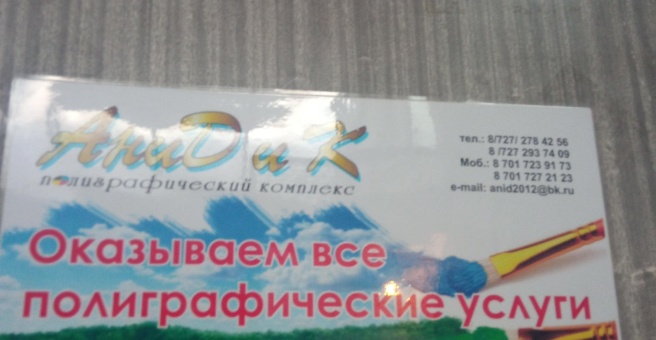 АниД и К
полиграфический комплекс
тел.: 8/727/ 278 42 56
8 /727 293 74 09
Моб.: 8 701 723 91 73
8 701 727 21 23
e-mail: anid2012@bk.ru
Оказываем все
полиграфические услуги